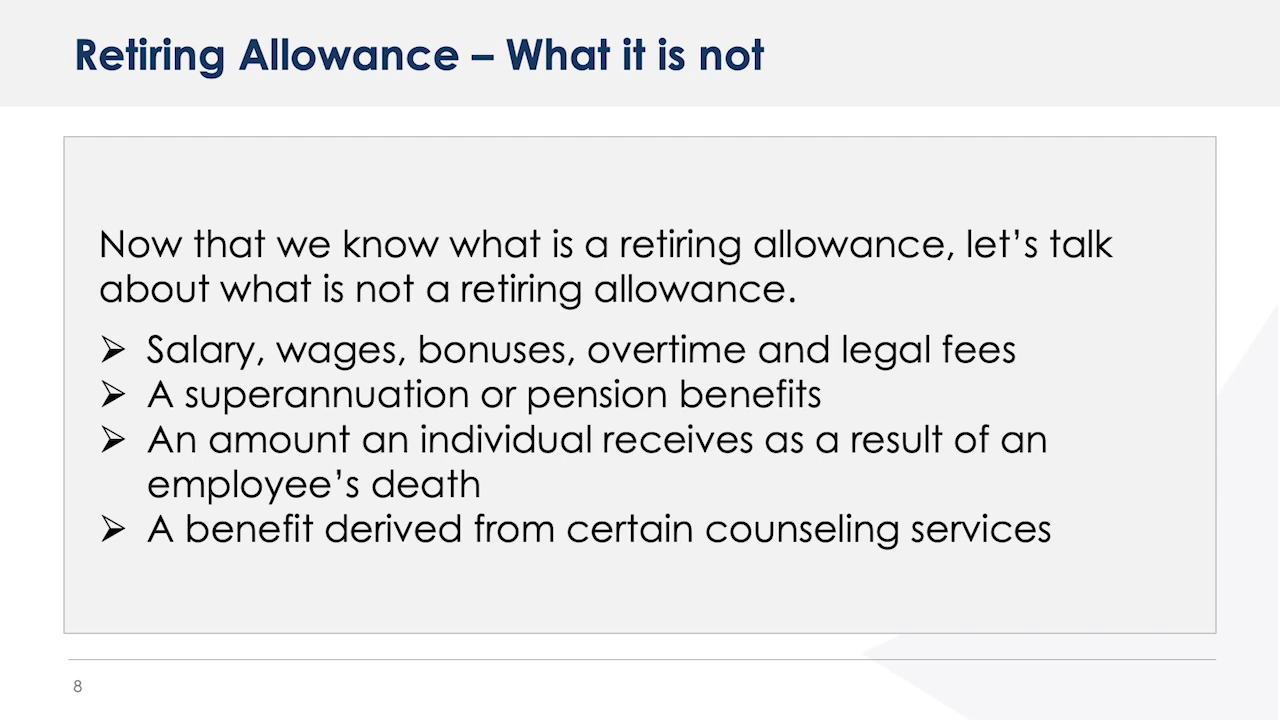 Retiring Allowance – What it is not
Now that we know what is a retiring allowance, let’s talk
about what is not a retiring allowance.
➢ Salary, wages, bonuses, overtime and legal fees
➢ A superannuation or pension benefits
➢ An amount an individual receives as a result of an
employee’s death
➢ A benefit derived from certain counseling services
8